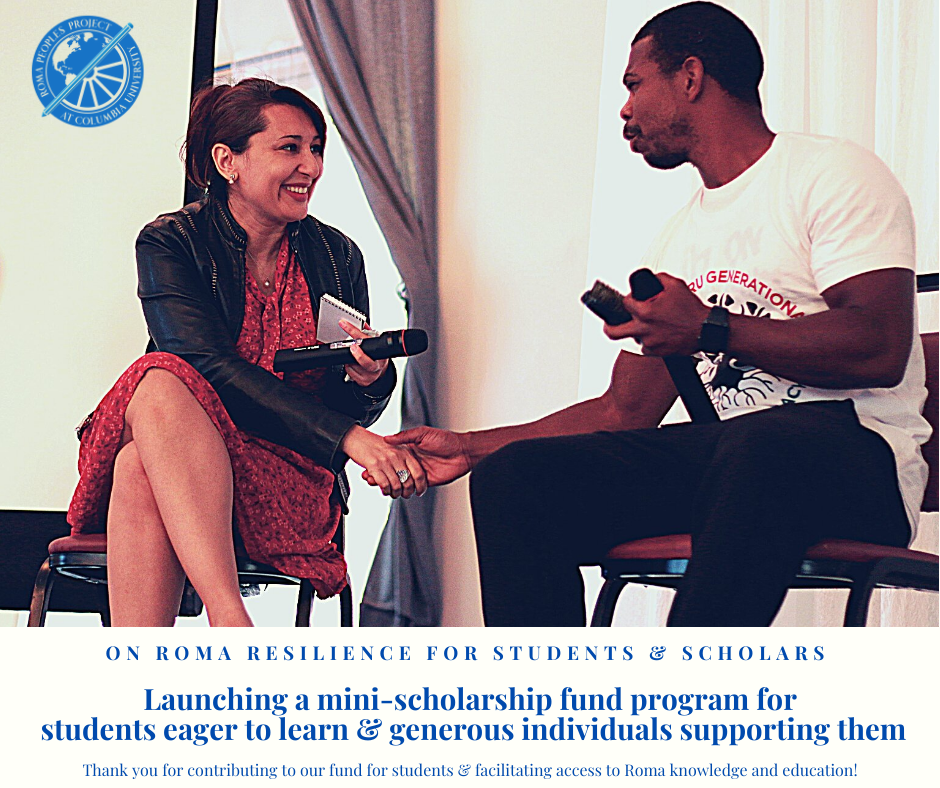 ROMA PEOPLES PROJECT
AT COLUMBIA UNIVERSITY
RU GENERATIONA
ON ROMA RESILIENCE FOR STUDENTS & SCHOLARS
Launching a mini-scholarship fund program for
students eager to learn & generous individuals supporting them
Thank you for contributing to our fund for students & facilitating access to Roma knowledge and education!